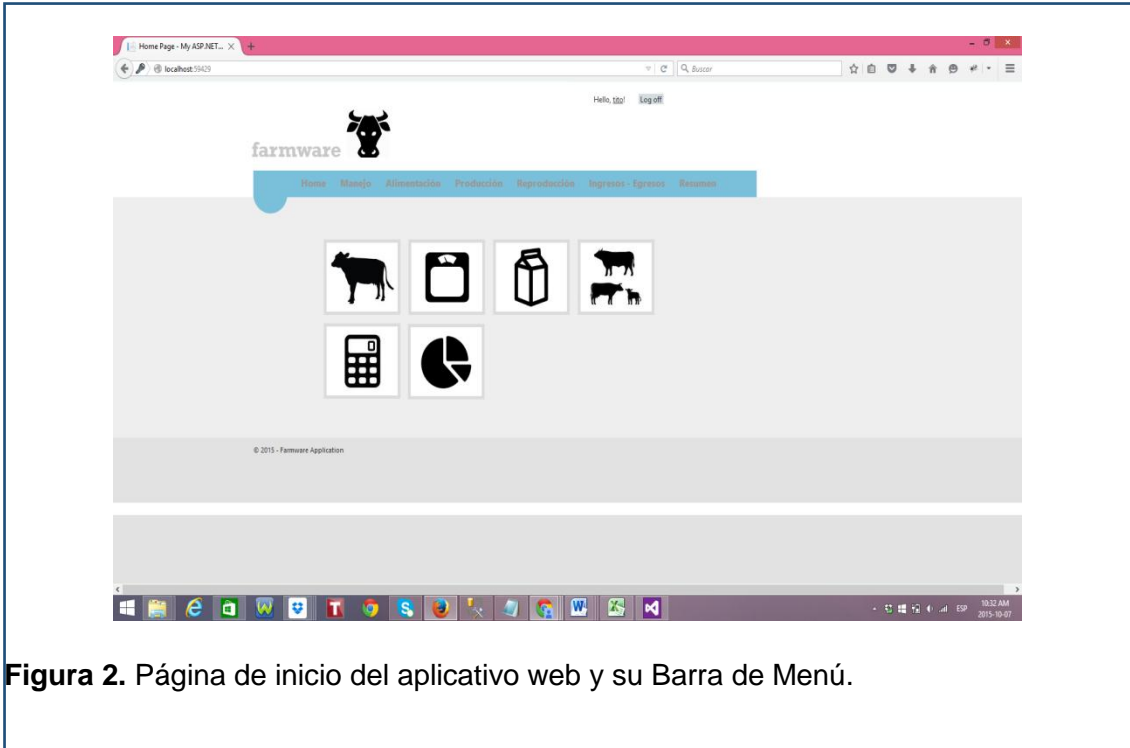 Home Page - My ASP.NET...
localhost:59429
Buscar
Hello, tito! Log off
farmware
Home Manejo Alimentación Producción Reproducción Ingresos - Egresos Resumen
© 2015 - Farmware Application
ESP
10:32 AM
2015-10-07
Figura 2. Página de inicio del aplicativo web y su Barra de Menú.